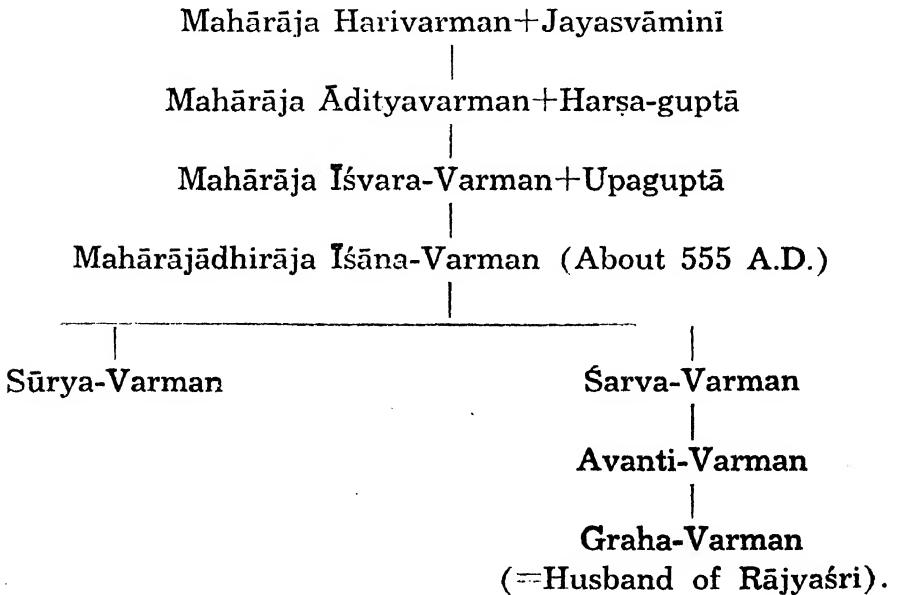 Mahārāja Harivarman+Jayasvāminī
Mahārāja Ādityavarman+Harṣa-guptā
Mahārāja Īśvara-Varman+Upaguptā
Mahārājādhirāja Īśāna-Varman (About 555 A.D.)
Sūrya-Varman Śarva-Varman
Avanti-Varman
Graha-Varman
(=Husband of Rājyaśri).